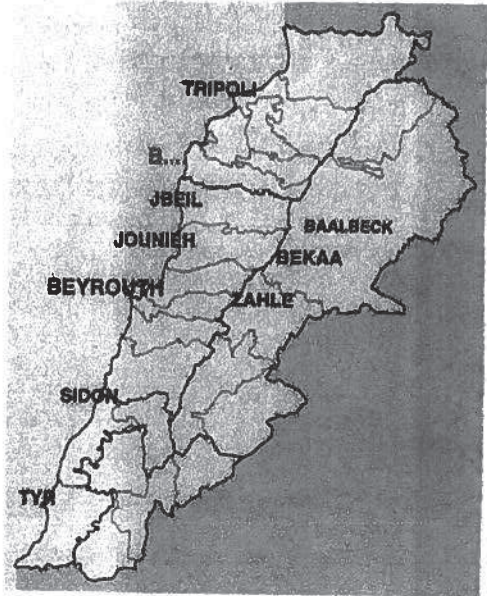 TRIPOLI
B...
JBEIL
BAALBECK
JOUNIEH
BEKAA
BEYROUTH
ZAHLE
SIDON
TYR